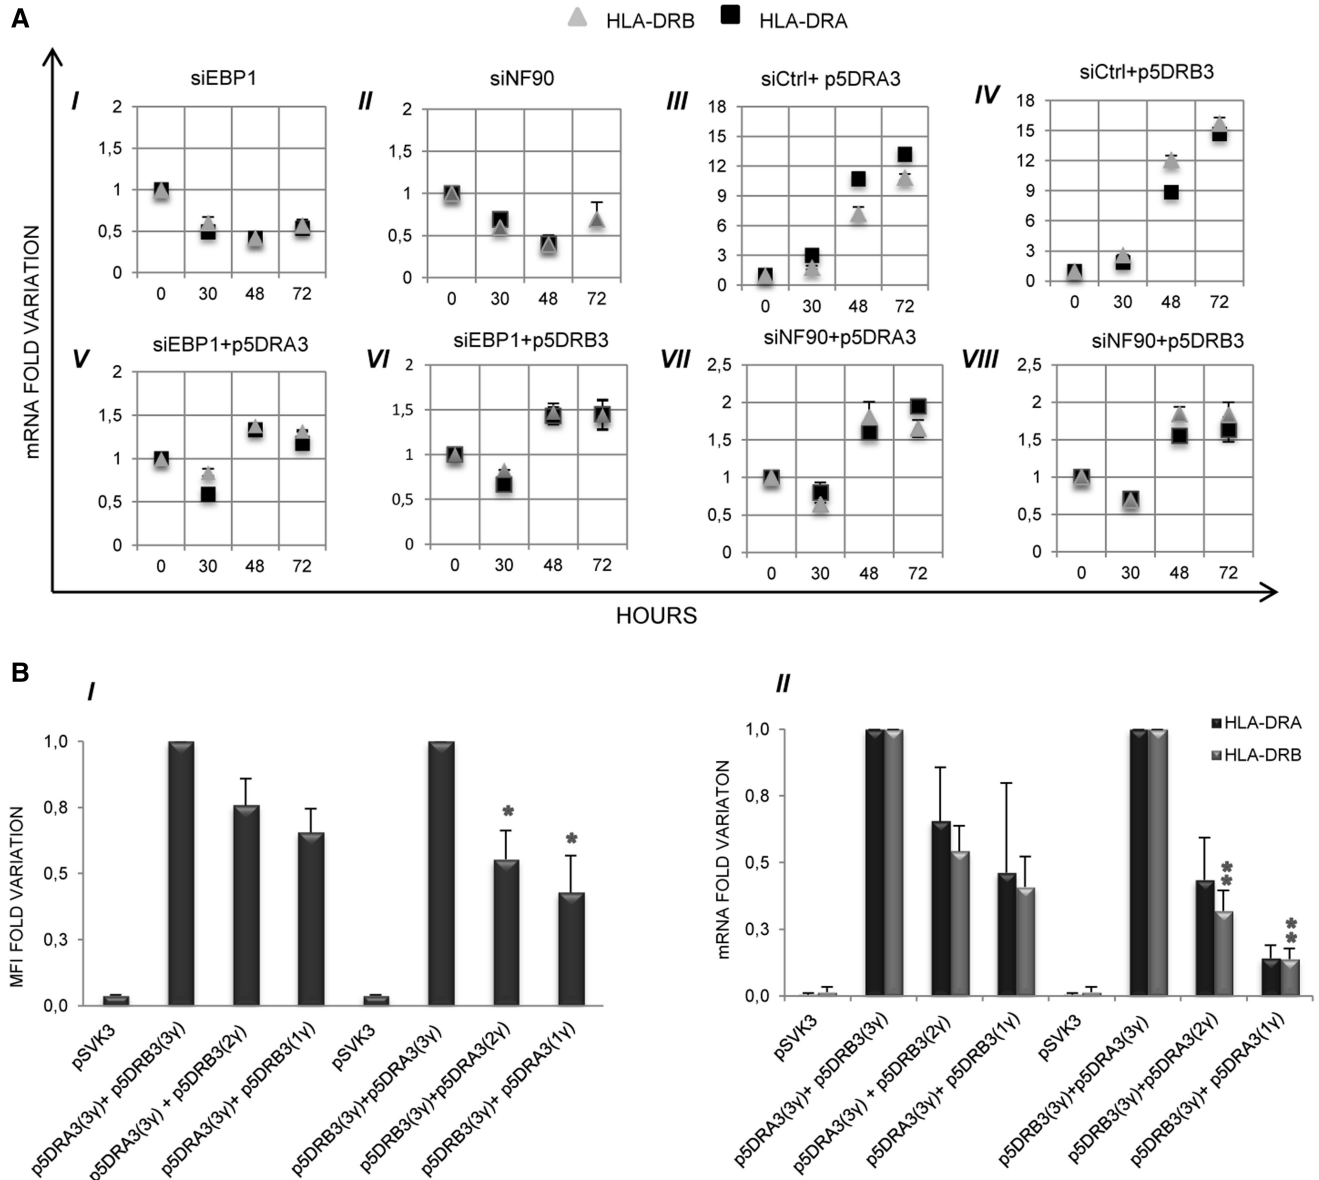 A
HLA-DRB HLA-DRA
mRNA FOLD VARIATION
I siEBP1
2
1,5
1
0,5
0
0 30 48 72
II siNF90
2
1,5
1
0,5
0
0 30 48 72
III siCtrl+ p5DRA3
18
15
12
9
6
3
0
0 30 48 72
IV siCtrl+p5DRB3
18
15
12
9
6
3
0
0 30 48 72
V siEBP1+p5DRA3
2
1,5
1
0,5
0
0 30 48 72
VI siEBP1+p5DRB3
2
1,5
1
0,5
0
0 30 48 72
VII siNF90+p5DRA3
2,5
2
1,5
1
0,5
0
0 30 48 72
VIII siNF90+p5DRB3
2,5
2
1,5
1
0,5
0
0 30 48 72
HOURS
B
I
MFI FOLD VARIATION
1,0
0,8
0,5
0,3
0,0
*
*
pSVK3
p5DRA3(3γ)+ p5DRB3(3γ)
p5DRA3(3γ) + p5DRB3(2γ)
p5DRA3(3γ)+ p5DRB3(1γ)
pSVK3
p5DRB3(3γ)+p5DRA3(3γ)
p5DRB3(3γ)+p5DRA3(2γ)
p5DRB3(3γ)+ p5DRA3(1γ)
II
HLA-DRA
HLA-DRB
mRNA FOLD VARIATON
1,0
0,8
0,5
0,3
0,0
**
**
pSVK3
p5DRA3(3γ)+ p5DRB3(3γ)
p5DRA3(3γ) + p5DRB3(2γ)
p5DRA3(3γ)+ p5DRB3(1γ)
pSVK3
p5DRB3(3γ)+p5DRA3(3γ)
p5DRB3(3γ)+p5DRA3(2γ)
p5DRB3(3γ)+ p5DRA3(1γ)